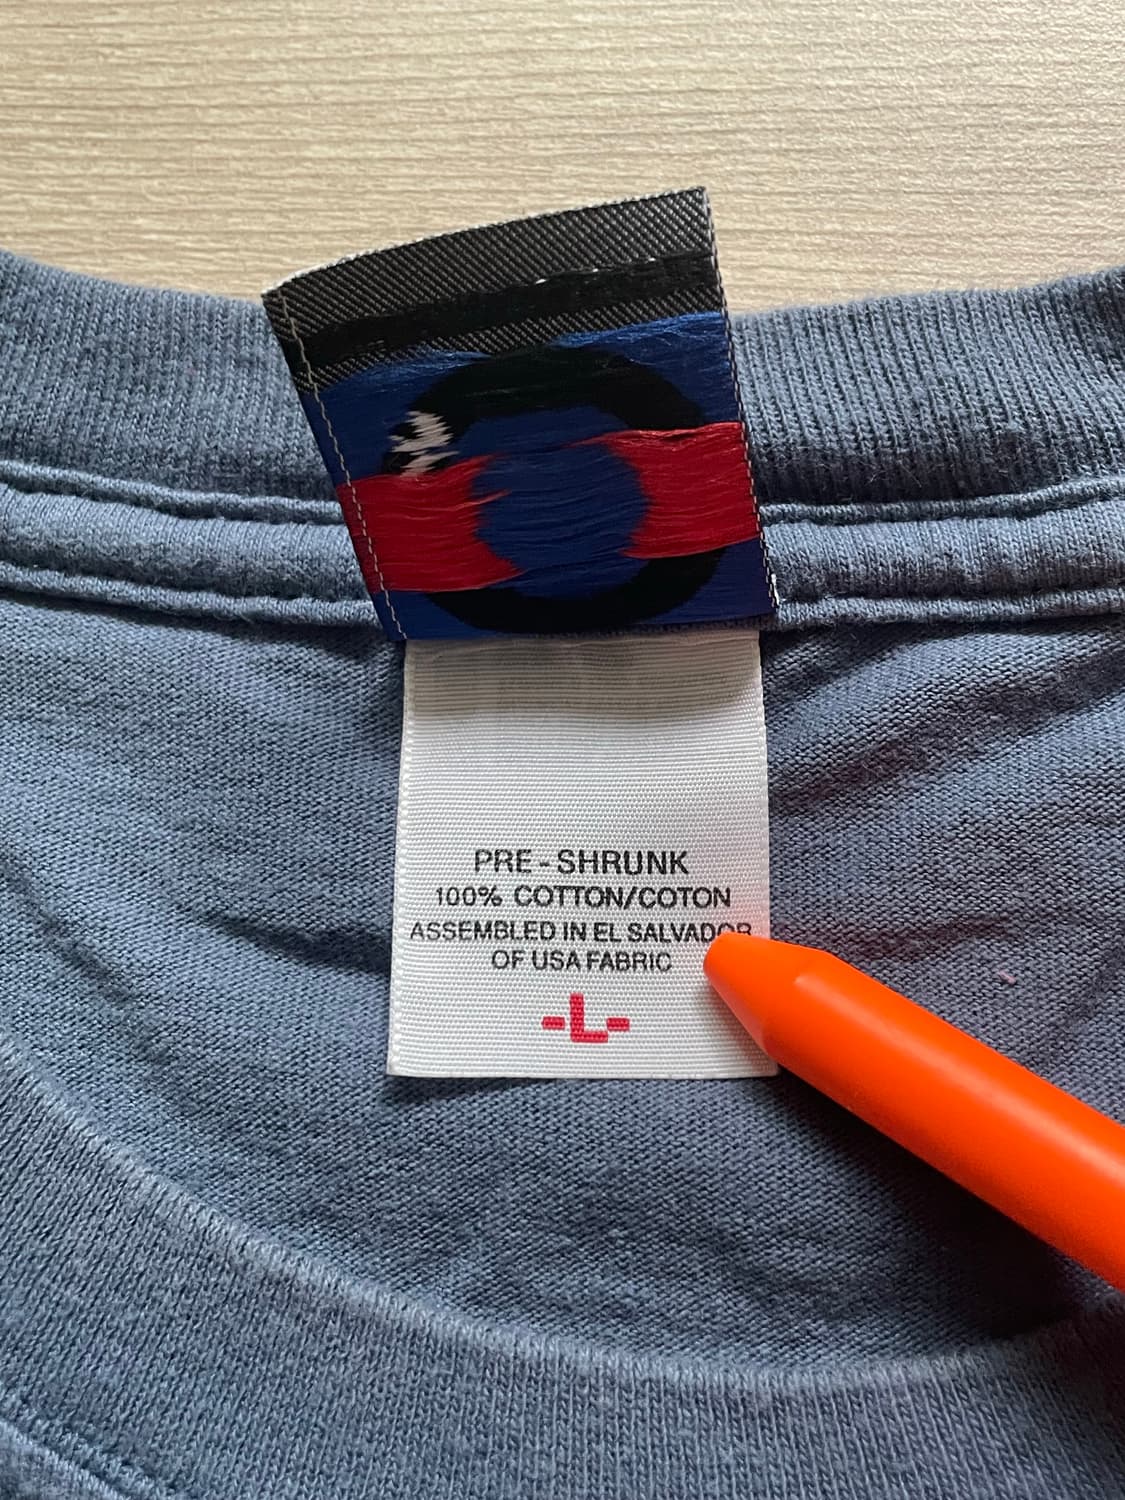 PRE-SHRUNK
100% COTTON/COTON
ASSEMBLED IN EL SALVADOR
OF USA FABRIC
-L-